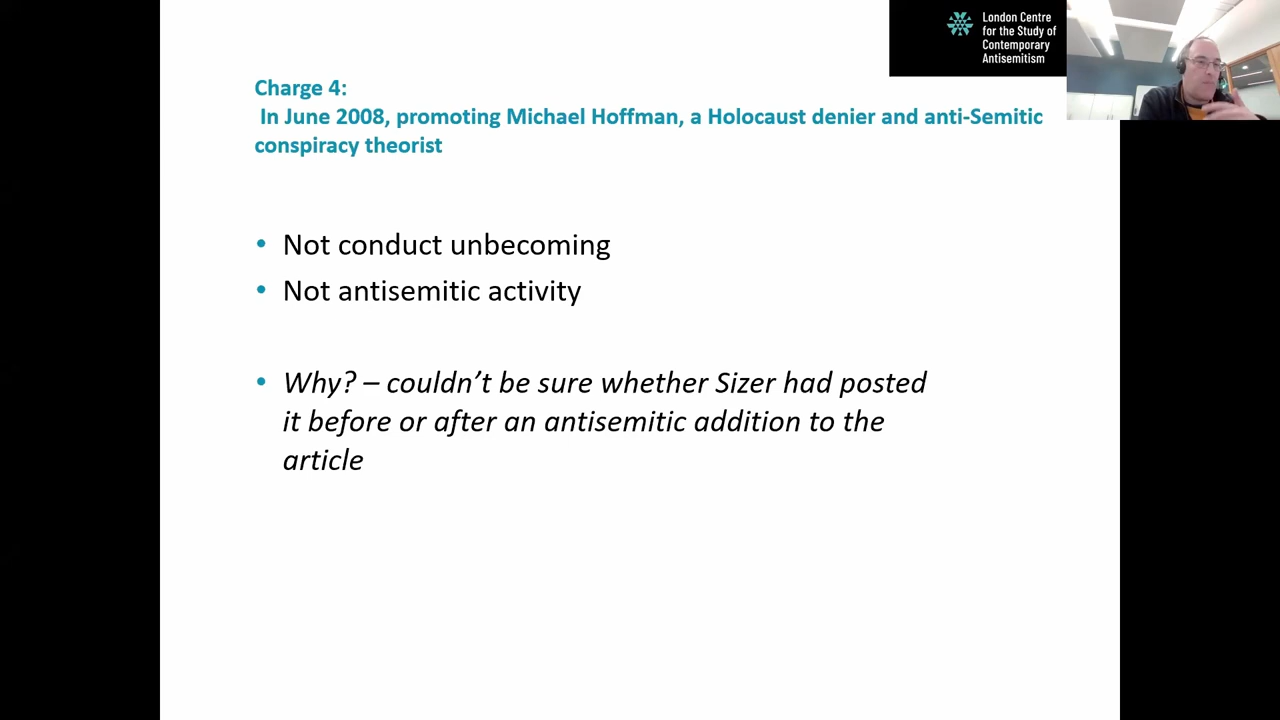 London Centre
for the Study of
Contemporary
Antisemitism
Charge 4:
In June 2008, promoting Michael Hoffman, a Holocaust denier and anti-Semitic
conspiracy theorist
• Not conduct unbecoming
• Not antisemitic activity
• Why? – couldn’t be sure whether Sizer had posted
it before or after an antisemitic addition to the
article